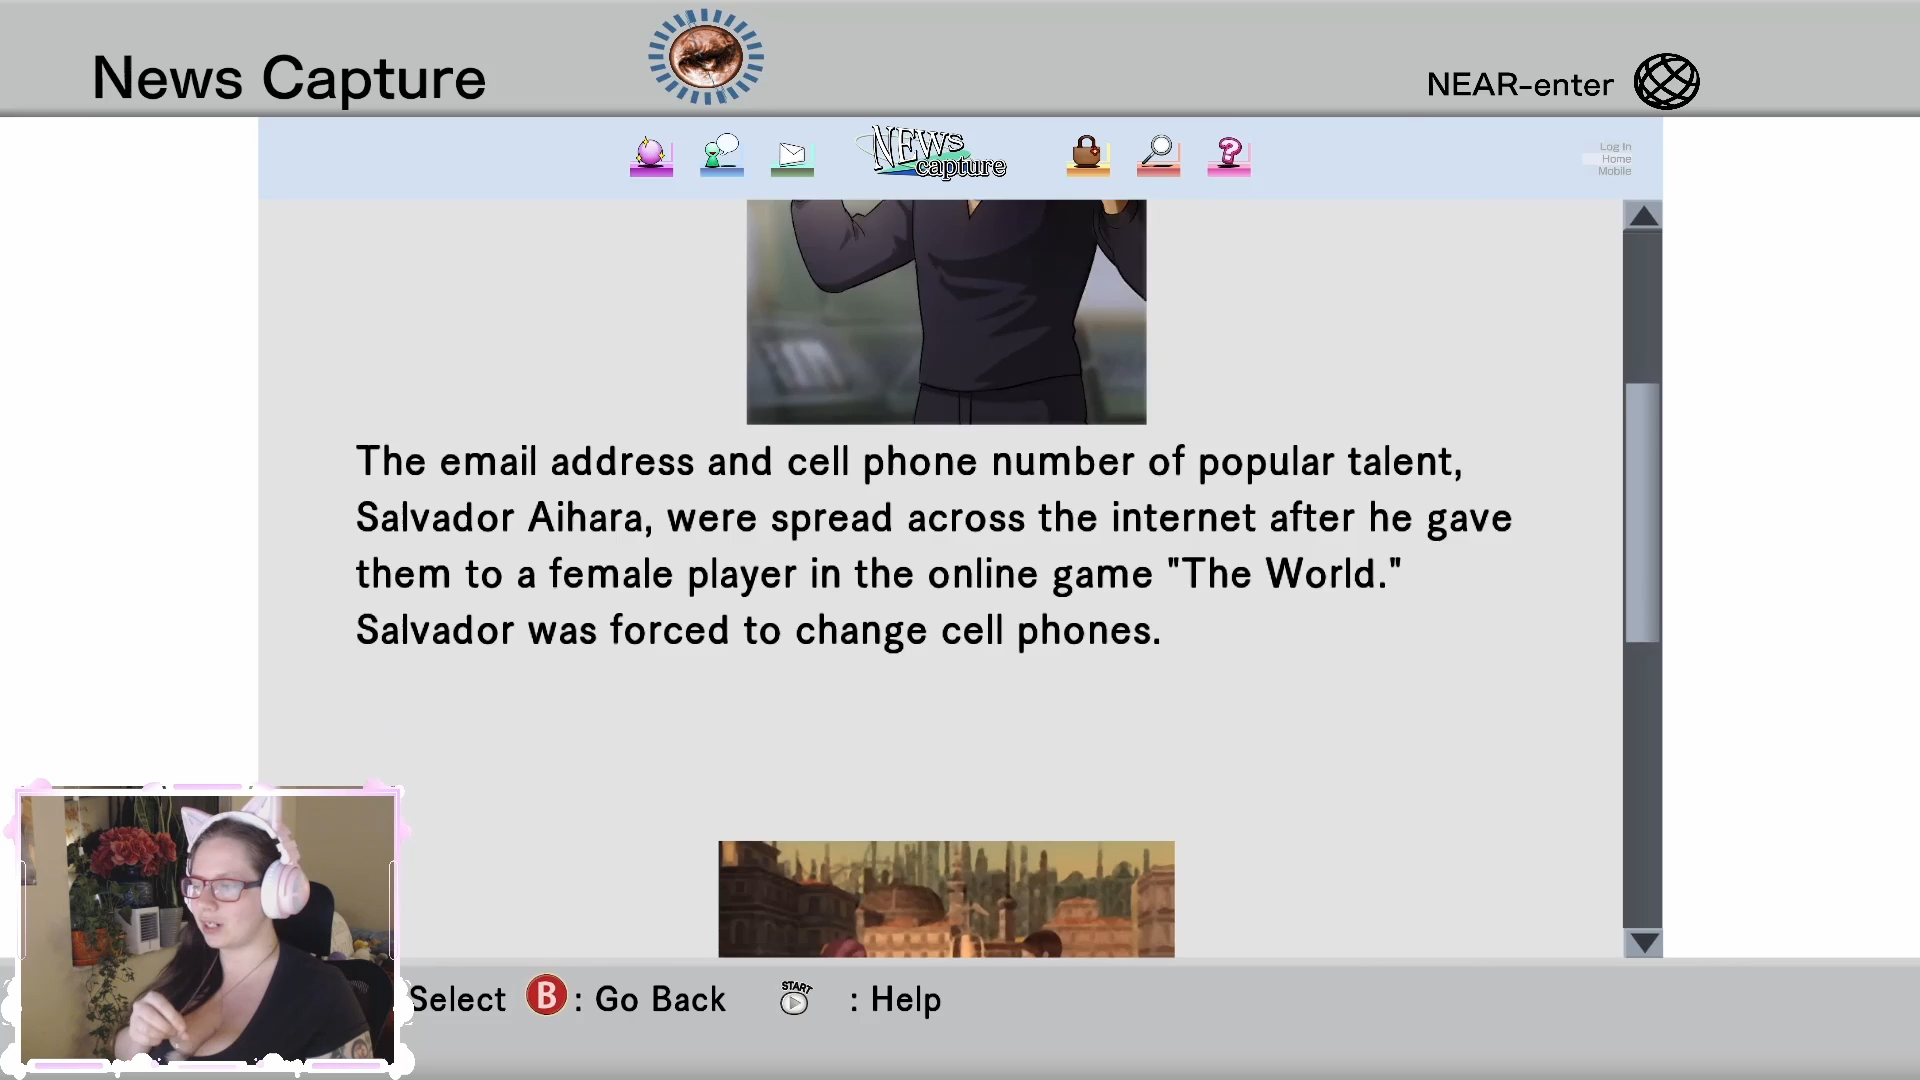 News Capture
NEAR-enter
NEWS
capture
Log In
Home
Mobile
The email address and cell phone number of popular talent,
Salvador Aihara, were spread across the internet after he gave
them to a female player in the online game "The World."
Salvador was forced to change cell phones.
Select B : Go Back START : Help